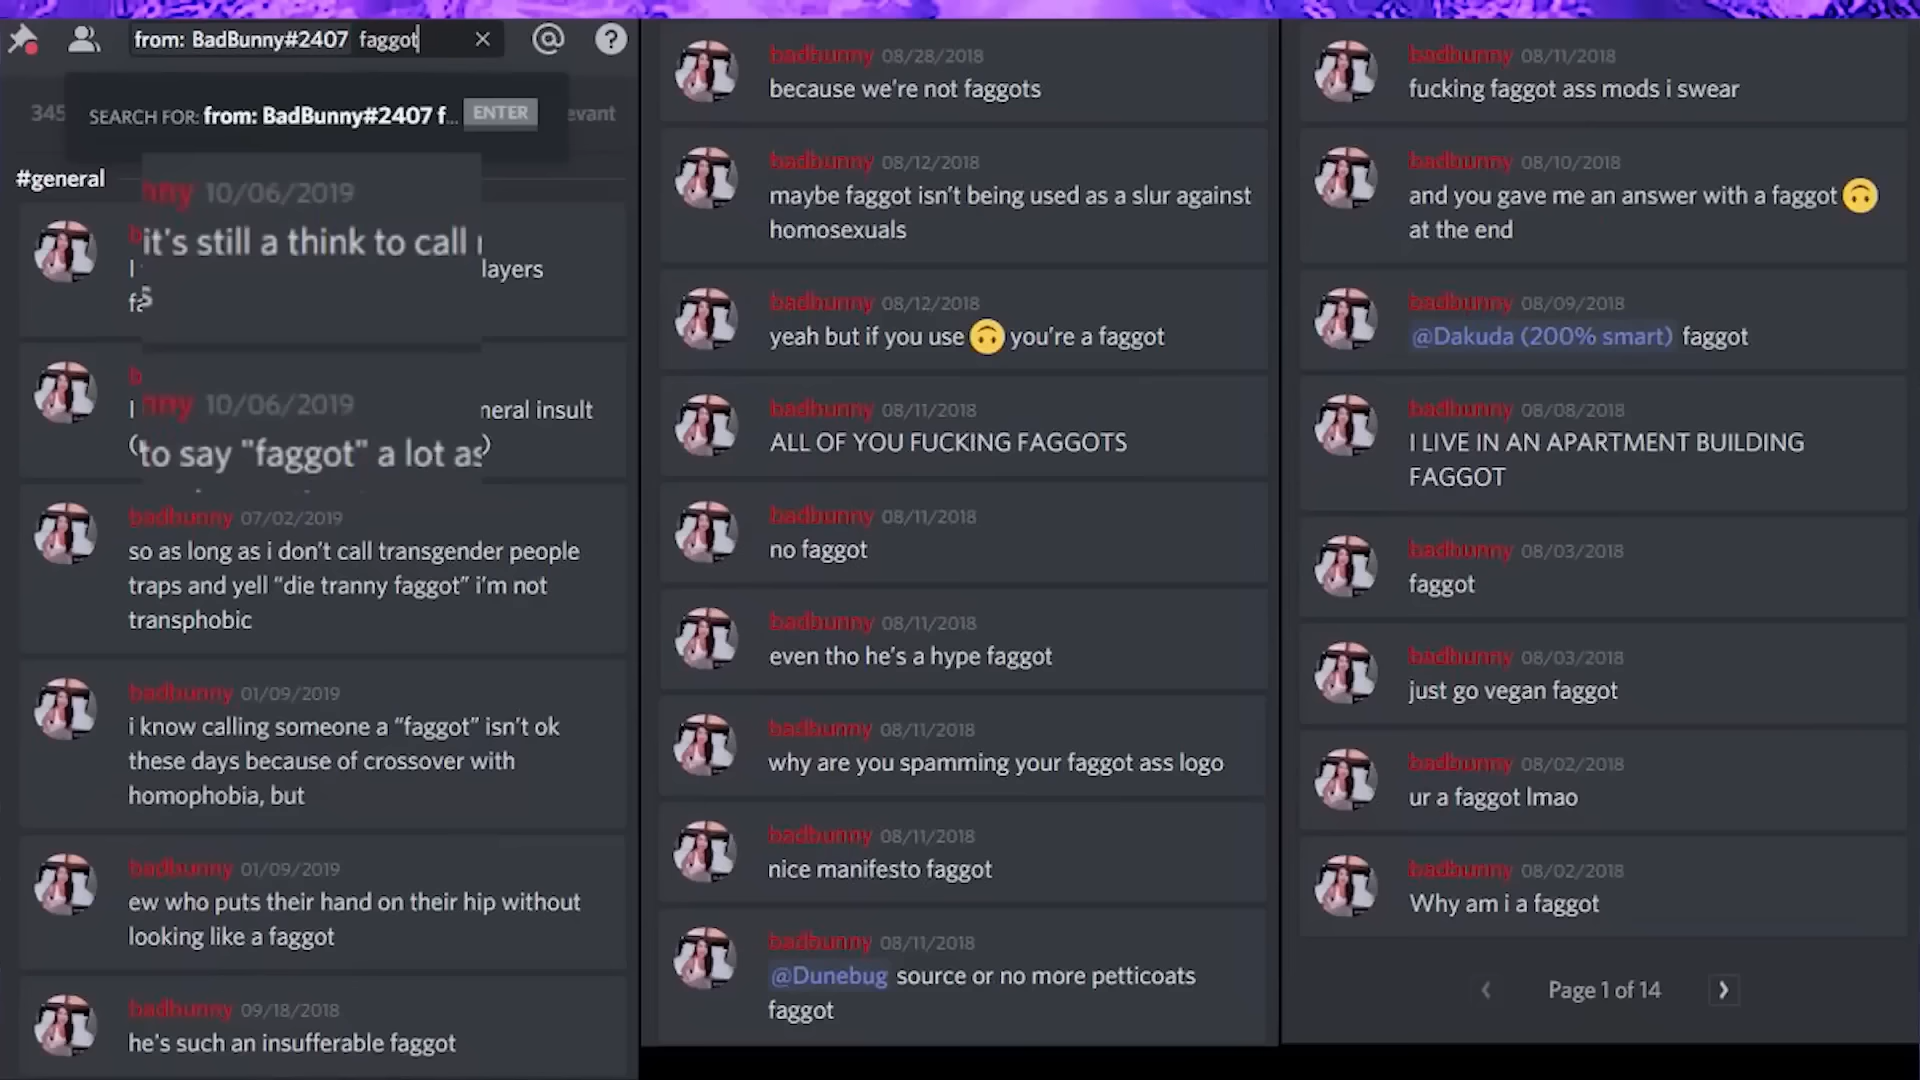 from: BadBunny#2407 faggot
SEARCH FOR: from: BadBunny#2407 f... ENTER
345
evant
#general
nny 10/06/2019
it's still a think to call
I
layers
fa
s
nny 10/06/2019
I
neral insult
(to say "faggot" a lot as)
badbunny 07/02/2019
so as long as i don't call transgender people
traps and yell “die tranny faggot” i'm not
transphobic
badbunny 01/09/2019
i know calling someone a “faggot” isn't ok
these days because of crossover with
homophobia, but
badbunny 01/09/2019
ew who puts their hand on their hip without
looking like a faggot
badbunny 09/18/2018
he's such an insufferable faggot
badbunny 08/28/2018
because we're not faggots
badbunny 08/12/2018
maybe faggot isn't being used as a slur against
homosexuals
badbunny 08/12/2018
yeah but if you use 🙃 you're a faggot
badbunny 08/11/2018
ALL OF YOU FUCKING FAGGOTS
badbunny 08/11/2018
no faggot
badbunny 08/11/2018
even tho he's a hype faggot
badbunny 08/11/2018
why are you spamming your faggot ass logo
badbunny 08/11/2018
nice manifesto faggot
badbunny 08/11/2018
@Dunebug source or no more petticoats
faggot
badbunny 08/11/2018
fucking faggot ass mods i swear
badbunny 08/10/2018
and you gave me an answer with a faggot 🙃
at the end
badbunny 08/09/2018
@Dakuda (200% smart) faggot
badbunny 08/08/2018
I LIVE IN AN APARTMENT BUILDING
FAGGOT
badbunny 08/03/2018
faggot
badbunny 08/03/2018
just go vegan faggot
badbunny 08/02/2018
ur a faggot lmao
badbunny 08/02/2018
Why am i a faggot
Page 1 of 14